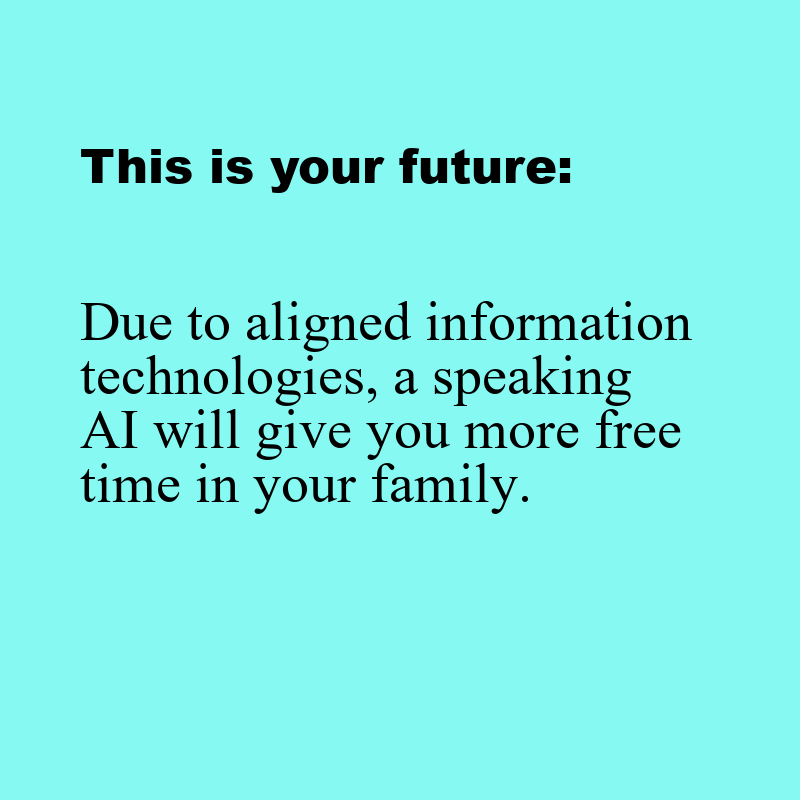 This is your future:
Due to aligned information
technologies, a speaking
AI will give you more free
time in your family.